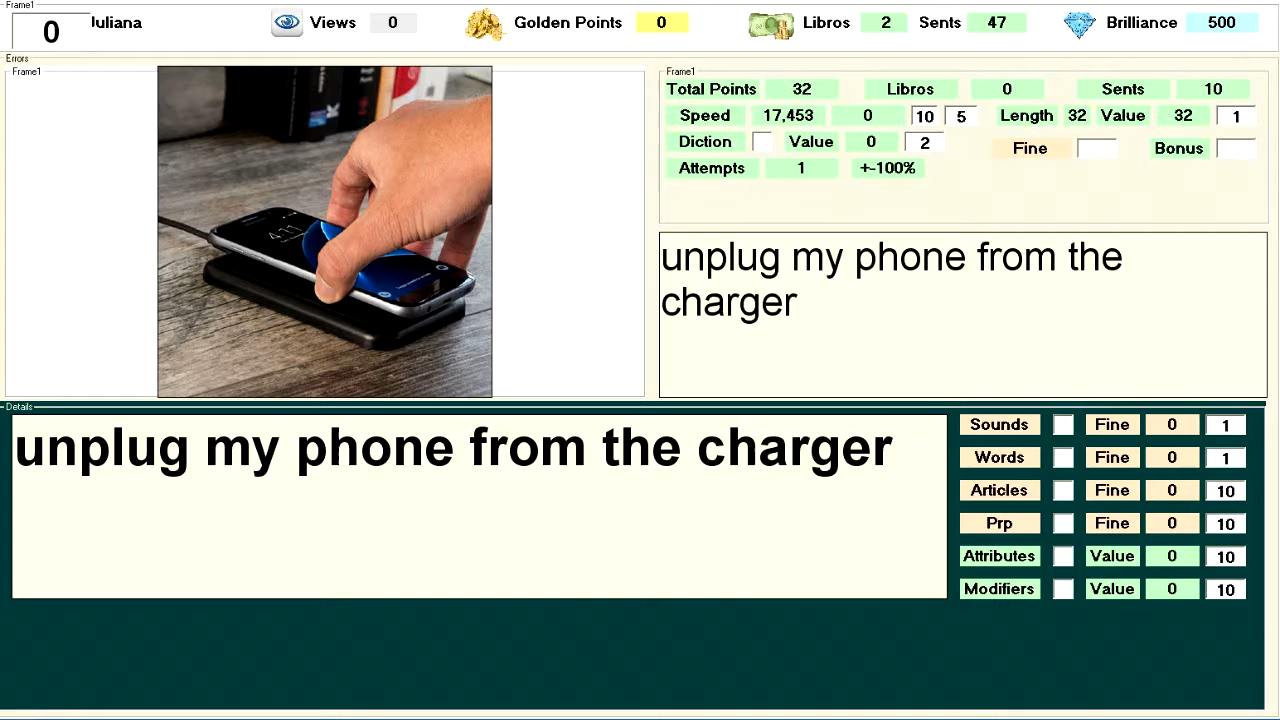 Frame1
0 Juliana Views 0 Golden Points 0 Libros 2 Sents 47 Brilliance 500
Errors
Frame1
Frame1
Total Points 32 Libros 0 Sents 10
Speed 17,453 0 10 5 Length 32 Value 32 1
Diction Value 0 2 Fine Bonus
Attempts 1 +-100%
4:11
unplug my phone from the
charger
Details
unplug my phone from the charger
Sounds Fine 0 1
Words Fine 0 1
Articles Fine 0 10
Prp Fine 0 10
Attributes Value 0 10
Modifiers Value 0 10